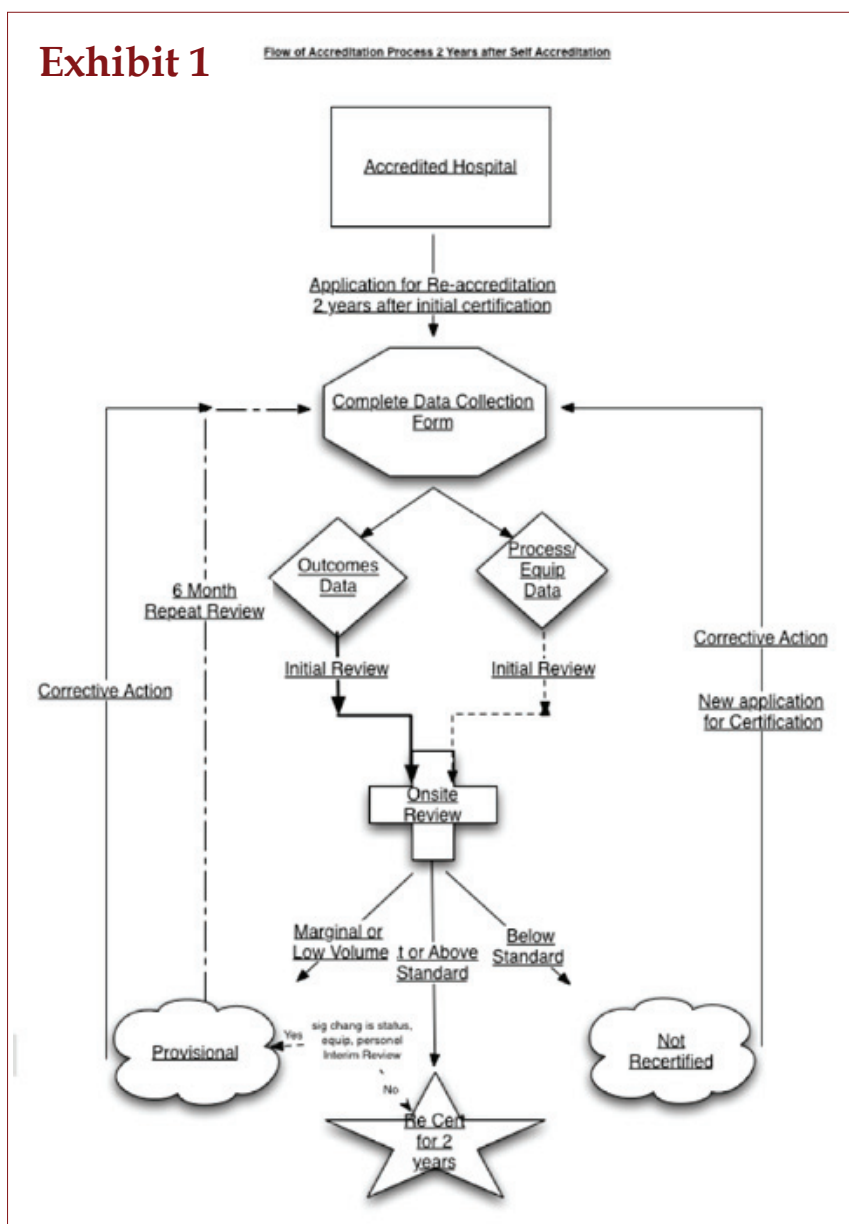 Exhibit 1
Flow of Accreditation Process 2 Years after Self Accreditation
Accredited Hospital
Application for Re-accreditation
2 years after initial certification
Complete Data Collection
Form
Outcomes
Data
Process/
Equip
Data
6 Month
Repeat Review
Initial Review
Initial Review
Corrective Action
Corrective Action
New application
for Certification
Onsite
Review
Marginal or
Low Volume
t or Above
Standard
Below
Standard
Provisional
Yes
sig chang is status,
equip, personal
Interim Review
No
Not
Recertified
Re Cert
for 2
years